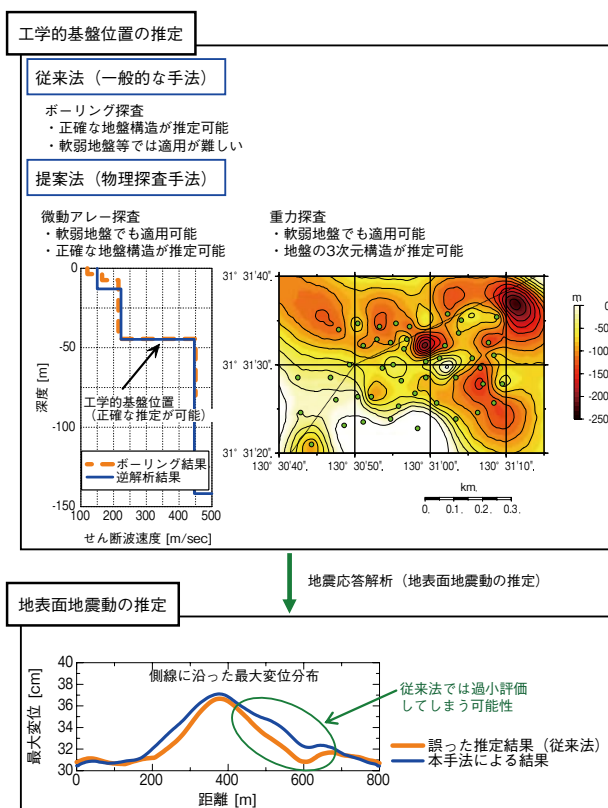 工学的基盤位置の推定
従来法（一般的な手法）
ボーリング探査
・正確な地盤構造が推定可能
・軟弱地盤等では適用が難しい
提案法（物理探査手法）
微動アレー探査
・軟弱地盤でも適用可能
・正確な地盤構造が推定可能
重力探査
・軟弱地盤でも適用可能
・地盤の3次元構造が推定可能
0
-50
-100
-150
深度 [m]
工学的基盤位置
（正確な推定が可能）
ボーリング結果
逆解析結果
100 200 300 400 500
せん断波速度 [m/sec]
31° 31'40"
31° 31'30"
31° 31'20"
130° 30'40" 130° 30'50" 130° 31'00" 130° 31'10"
m
0
-50
-100
-150
-200
-250
km.
0. 0.1. 0.2. 0.3.
地震応答解析（地表面地震動の推定）
地表面地震動の推定
側線に沿った最大変位分布
40
38
36
34
32
30
最大変位 [cm]
0 200 400 600 800
距離 [m]
従来法では過小評価
してしまう可能性
誤った推定結果（従来法）
本手法による結果